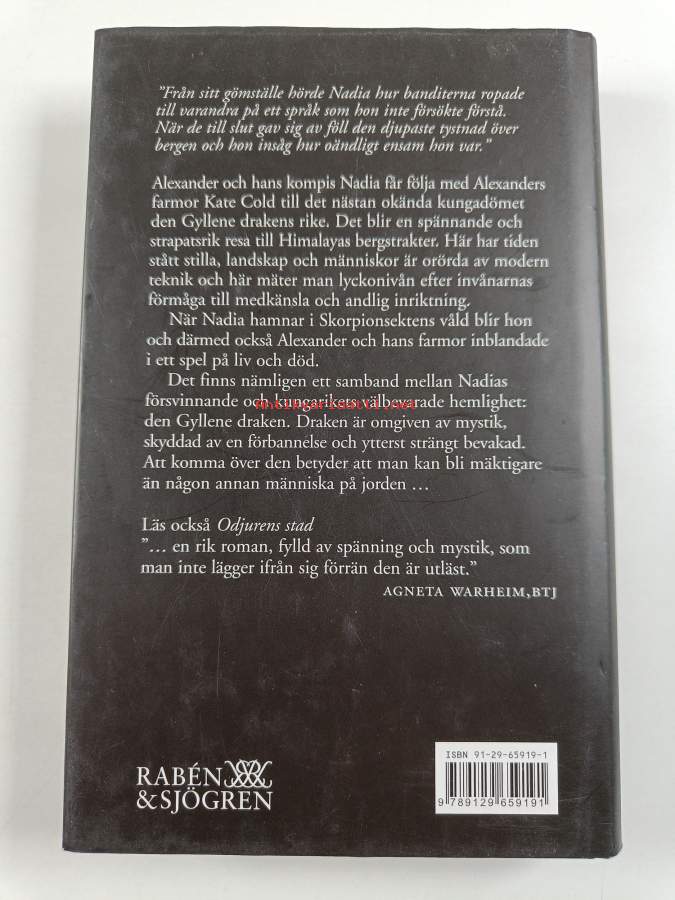 ”Från sitt gömställe hörde Nadia hur banditerna ropade
till varandra på ett språk som hon inte försökte förstå.
När de till slut gav sig av föll den djupaste tystnad över
bergen och hon insåg hur oändligt ensam hon var.”
Alexander och hans kompis Nadia får följa med Alexanders
farmor Kate Cold till det nästan okända kungadömet
den Gyllene drakens rike. Det blir en spännande och
strapatsrik resa till Himalayas bergstrakter. Här har tiden
stått stilla, landskap och människor är orörda av modern
teknik och här mäter man lyckonivån efter invånarnas
förmåga till medkänsla och andlig inriktning.
När Nadia hamnar i Skorpionsektens våld blir hon
och därmed också Alexander och hans farmor inblandade
i ett spel på liv och död.
Det finns nämligen ett samband mellan Nadias
försvinnande och kungarikets välbevarade hemlighet:
antikvariaatti.net
den Gyllene draken. Draken är omgiven av mystik,
skyddad av en förbannelse och ytterst strängt bevakad.
Att komma över den betyder att man kan bli mäktigare
än någon annan människa på jorden …
Läs också Odjurens stad
”… en rik roman, fylld av spänning och mystik, som
man inte lägger ifrån sig förrän den är utläst.”
AGNETA WARHEIM, BTJ
ISBN 91-29-65919-1
9 789129 659191
RABÉN
&SJÖGREN